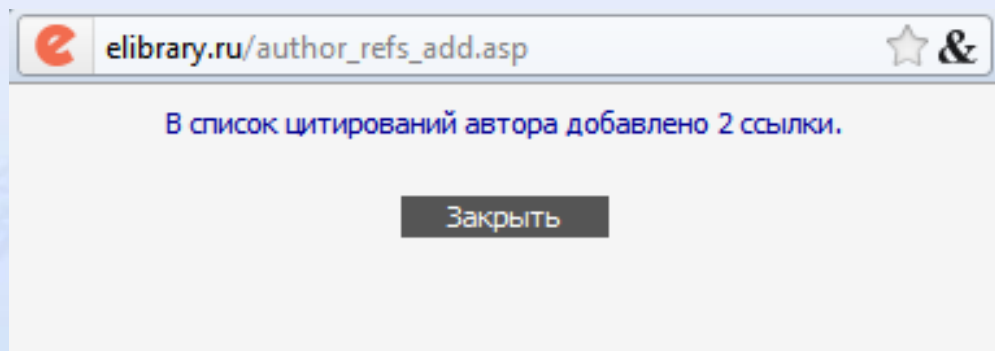 elibrary.ru/author_refs_add.asp
&
В список цитирований автора добавлено 2 ссылки.
Закрыть